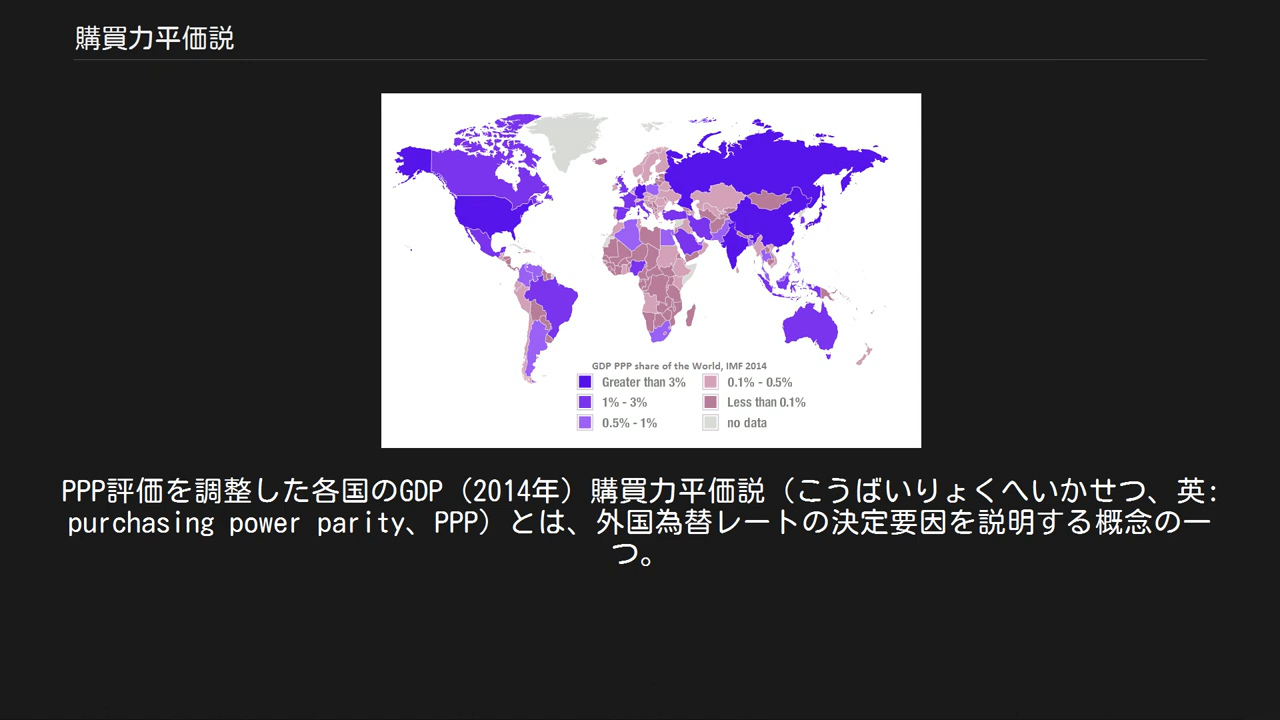 購買力平価説
GDP PPP share of the World, IMF 2014
Greater than 3%
0.1% - 0.5%
1% - 3%
Less than 0.1%
0.5% - 1%
no data
PPP評価を調整した各国のGDP（2014年）購買力平価説（こうばいりょくへいかせつ、英:
purchasing power parity、PPP）とは、外国為替レートの決定要因を説明する概念の一
つ。